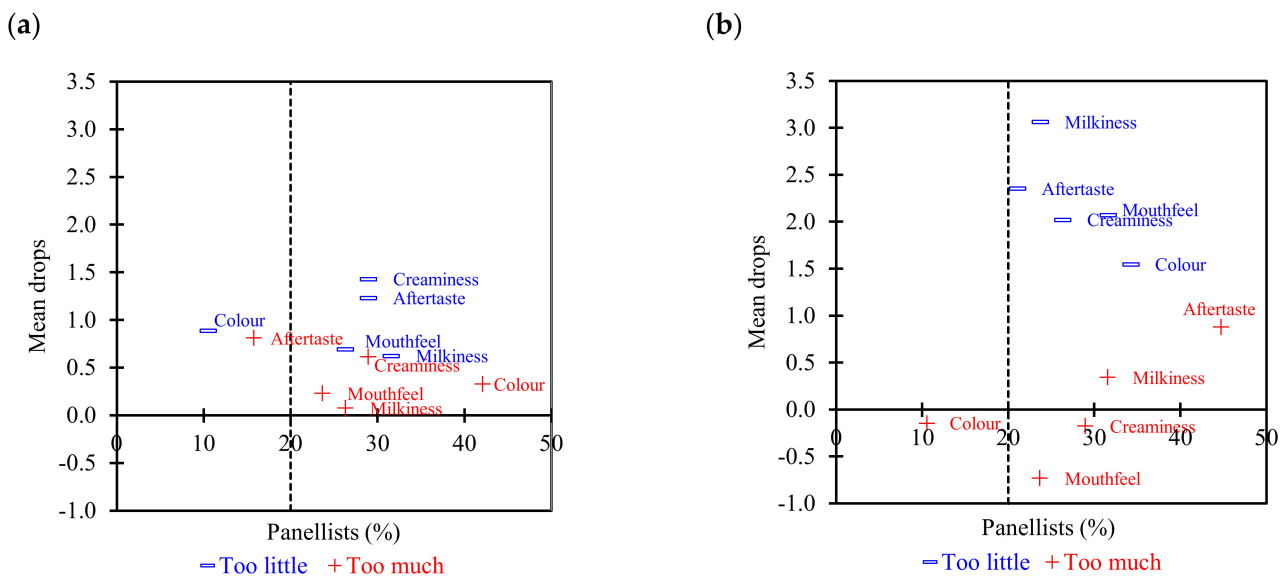 (a)
(b)
3.5
3.0
2.5
2.0
1.5
1.0
0.5
0.0
-0.5
-1.0
Mean drops
Creaminess
Aftertaste
Colour
Aftertaste
Mouthfeel
Milkiness
Creaminess
Colour
Mouthfeel
Milkiness
0 10 20 30 40 50
Panellists (%)
Too little Too much
3.5
3.0
2.5
2.0
1.5
1.0
0.5
0.0
-0.5
-1.0
Mean drops
Milkiness
Aftertaste
Mouthfeel
Creaminess
Colour
Aftertaste
Milkiness
Colour
Creaminess
Mouthfeel
0 10 20 30 40 50
Panellists (%)
Too little Too much